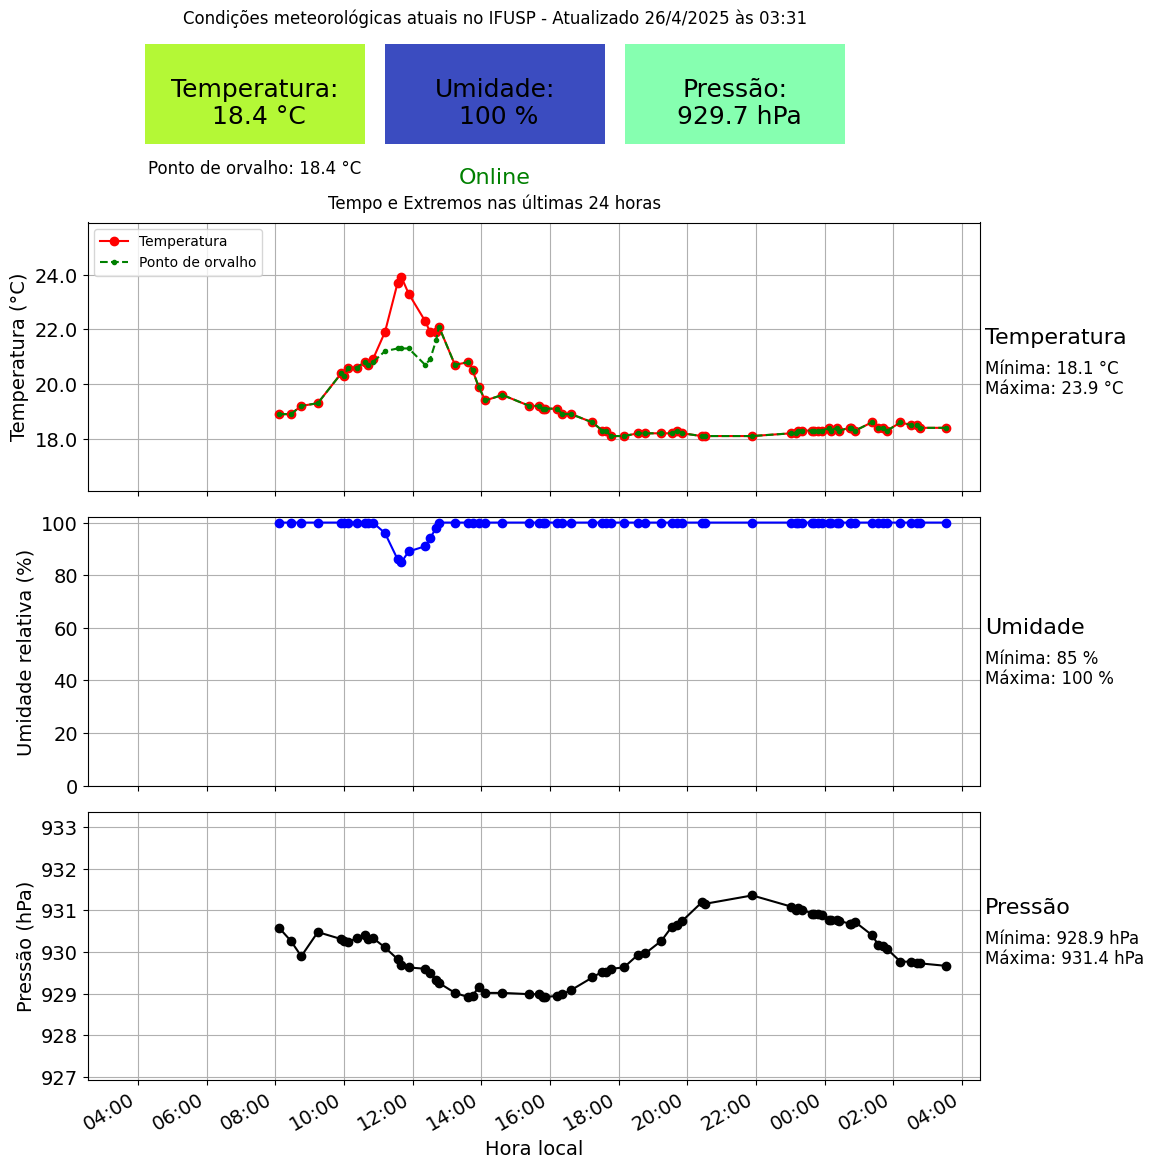 Condições meteorológicas atuais no IFUSP - Atualizado 26/4/2025 às 03:31
Temperatura:
18.4 °C
Umidade:
100 %
Pressão:
929.7 hPa
Ponto de orvalho: 18.4 °C
Online
Tempo e Extremos nas últimas 24 horas
Temperatura
Ponto de orvalho
Temperatura (°C)
24.0
22.0
20.0
18.0
Temperatura
Mínima: 18.1 °C
Máxima: 23.9 °C
Umidade relativa (%)
100
80
60
40
20
0
Umidade
Mínima: 85 %
Máxima: 100 %
Pressão (hPa)
933
932
931
930
929
928
927
Pressão
Mínima: 928.9 hPa
Máxima: 931.4 hPa
04:00
06:00
08:00
10:00
12:00
14:00
16:00
18:00
20:00
22:00
00:00
02:00
04:00
Hora local